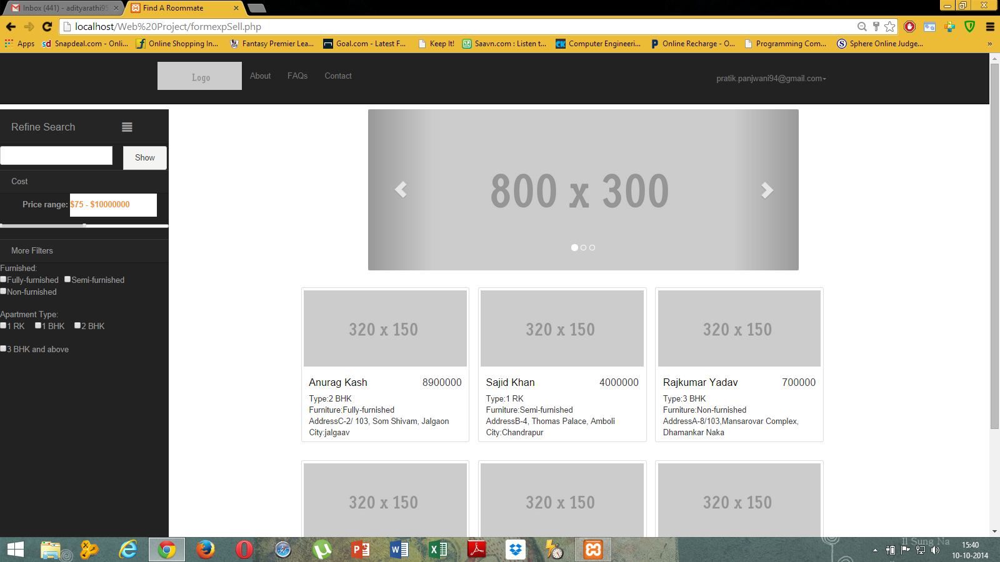 Inbox (441) - adityarathi95
Find A Roommate
localhost/Web%20Project/formexpSell.php
Apps
Snapdeal.com - Onli...
Online Shopping In...
Fantasy Premier Lea...
Goal.com - Latest F...
Keep It!
Saavn.com : Listen t...
Computer Engineeri...
Online Recharge - O...
Programming Com...
Sphere Online Judge...
»
Logo
About
FAQs
Contact
pratik.panjwani94@gmail.com
Refine Search
Show
Cost
Price range: $75 - $10000000
More Filters
Furnished:
Fully-furnished Semi-furnished
Non-furnished
Apartment Type:
1 RK 1 BHK 2 BHK
3 BHK and above
800 x 300
320 x 150
Anurag Kash 8900000
Type:2 BHK
Furniture:Fully-furnished
AddressC-2/ 103, Som Shivam, Jalgaon
City:jalgaav
320 x 150
Sajid Khan 4000000
Type:1 RK
Furniture:Semi-furnished
AddressB-4, Thomas Palace, Amboli
City:Chandrapur
320 x 150
Rajkumar Yadav 700000
Type:3 BHK
Furniture:Non-furnished
AddressA-8/103,Mansarovar Complex,
Dhamankar Naka
320 x 150
320 x 150
320 x 150
Il Sung Na
15:40
10-10-2014